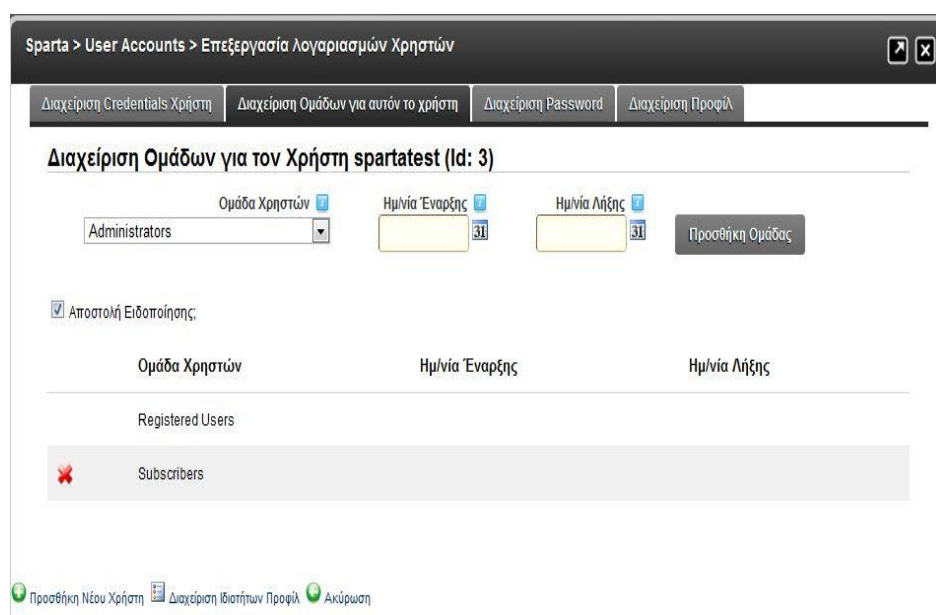 Sparta > User Accounts > Επεξεργασία λογαριασμών Χρηστών
Διαχείριση Credentials Χρήστη Διαχείριση Ομάδων για αυτόν το χρήστη Διαχείριση Password Διαχείριση Προφίλ
Διαχείριση Ομάδων για τον Χρήστη spartatest (Id: 3)
Ομάδα Χρηστών Ημ/νία Έναρξης Ημ/νία Λήξης
Administrators 31 31 Προσθήκη Ομάδας
Αποστολή Ειδοποίησης;
Ομάδα Χρηστών Ημ/νία Έναρξης Ημ/νία Λήξης
Registered Users
Subscribers
Προσθήκη Νέου Χρήστη Διαχείριση Ιδιοτήτων Προφίλ Ακύρωση